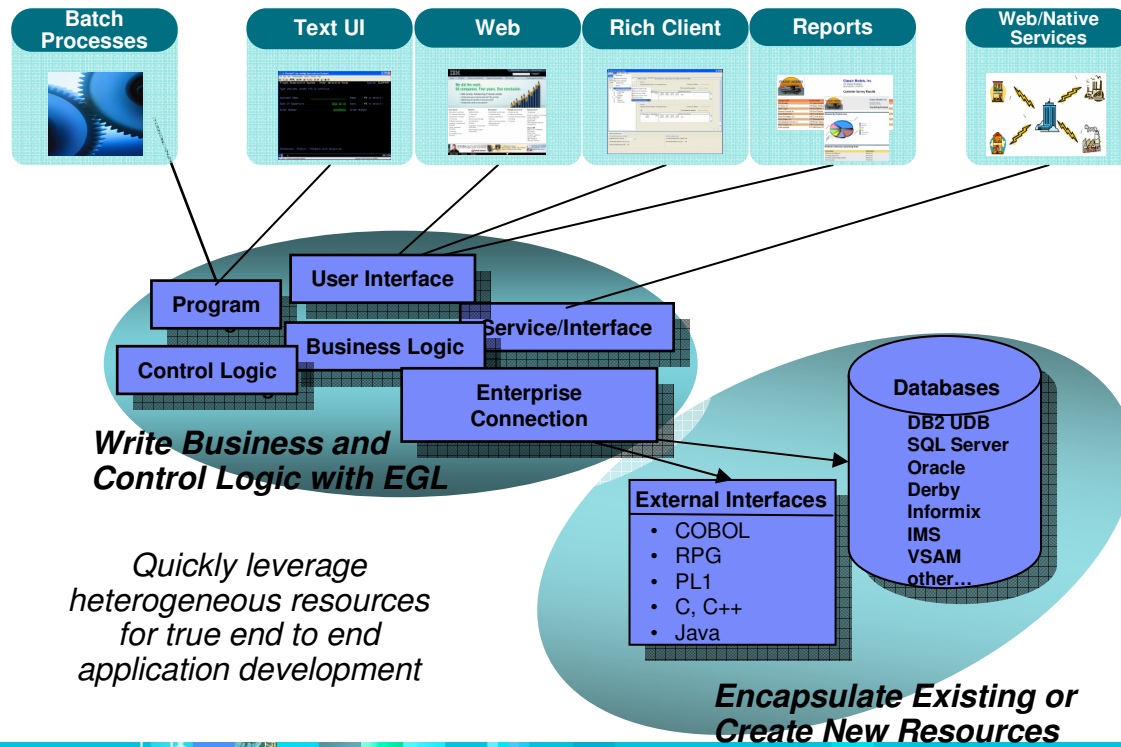 Batch
Processes
Text UI
Web
Rich Client
Reports
Web/Native
Services
IBM
User Interface
Program
Service/Interface
Business Logic
Control Logic
Enterprise
Connection
Write Business and
Control Logic with EGL
Databases
DB2 UDB
SQL Server
Oracle
Derby
Informix
IMS
VSAM
other…
External Interfaces
• COBOL
• RPG
• PL1
• C, C++
• Java
Quickly leverage
heterogeneous resources
for true end to end
application development
Encapsulate Existing or
Create New Resources